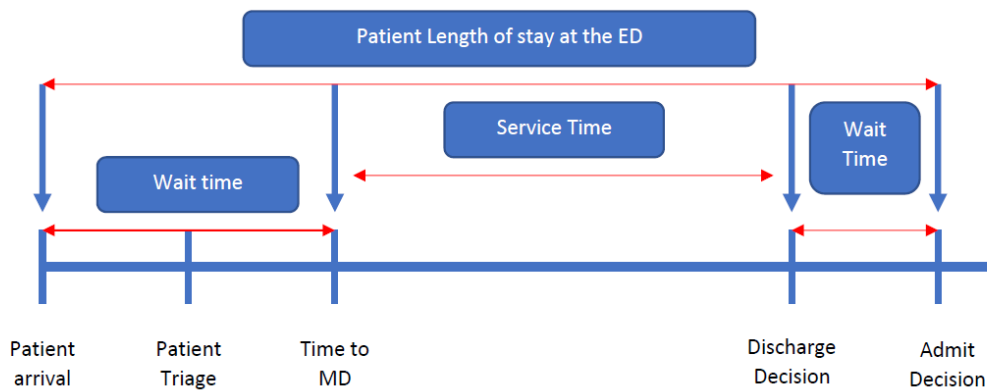 Patient Length of stay at the ED
Service Time
Wait
Time
Wait time
Patient
arrival
Patient
Triage
Time to
MD
Discharge
Decision
Admit
Decision